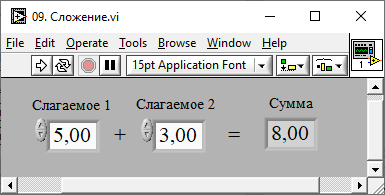 09. Сложение.vi
File Edit Operate Tools Browse Window Help
15pt Application Font
1
Слагаемое 1 Слагаемое 2 Сумма
5,00 + 3,00 = 8,00